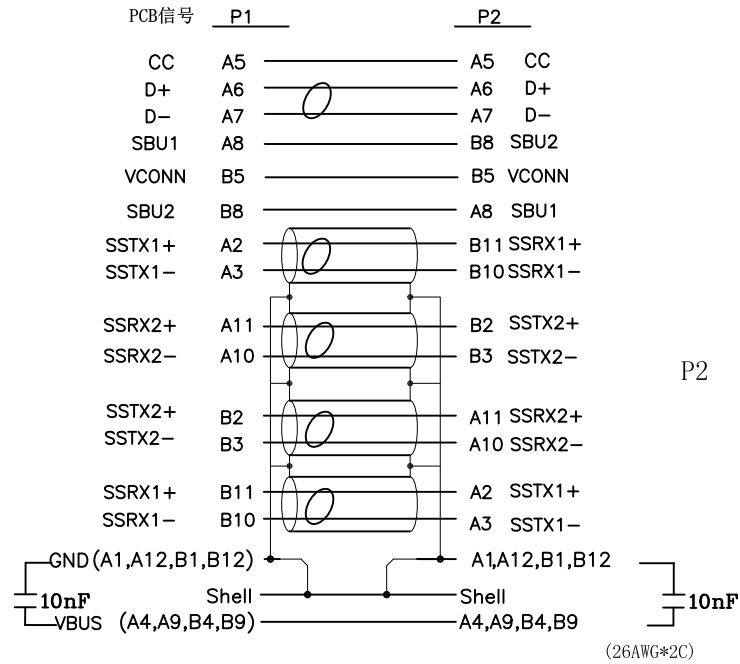 PCB信号 P1 P2
CC A5 A5 CC
D+ A6 A6 D+
D- A7 A7 D-
SBU1 A8 B8 SBU2
VCONN B5 B5 VCONN
SBU2 B8 A8 SBU1
SSTX1+ A2 B11 SSRX1+
SSTX1- A3 B10 SSRX1-
SSRX2+ A11 B2 SSTX2+
SSRX2- A10 B3 SSTX2-
P2
SSTX2+ B2 A11 SSRX2+
SSTX2- B3 A10 SSRX2-
SSRX1+ B11 A2 SSTX1+
SSRX1- B10 A3 SSTX1-
GND (A1,A12,B1,B12) A1,A12,B1,B12
10nF Shell Shell 10nF
VBUS (A4,A9,B4,B9) A4,A9,B4,B9
(26AWG*2C)